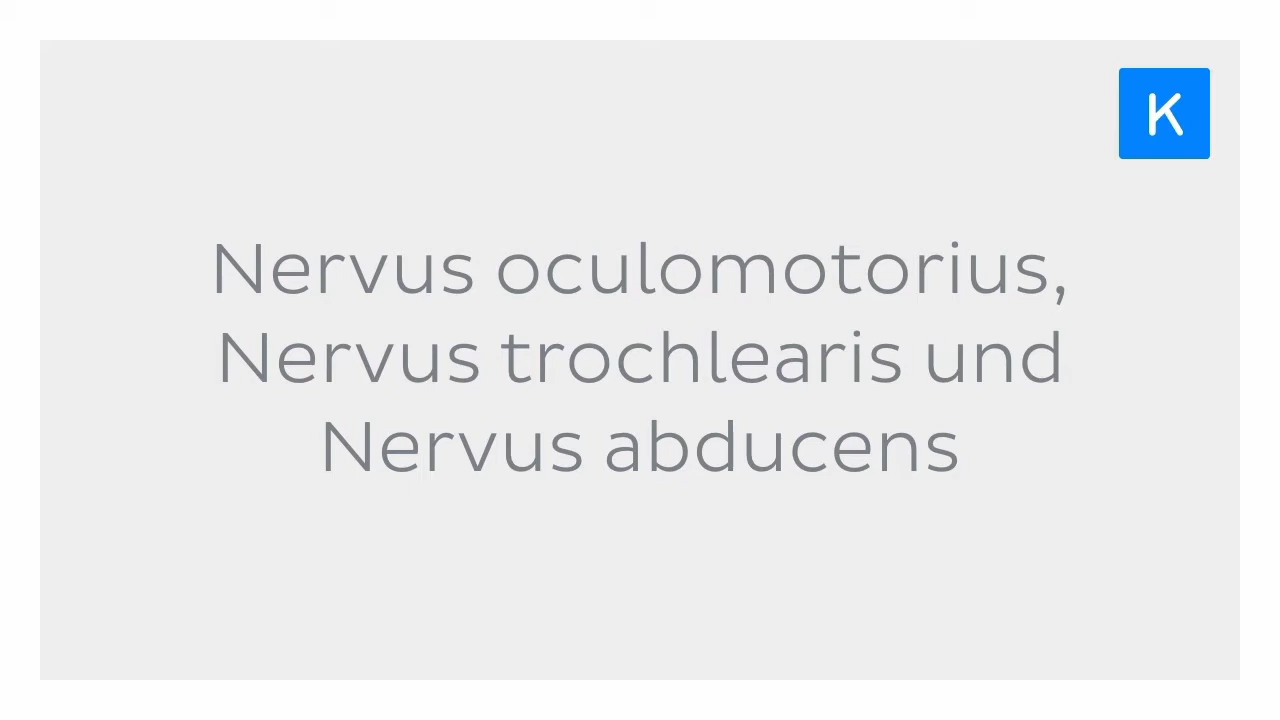 K
Nervus oculomotorius,
Nervus trochlearis und
Nervus abducens